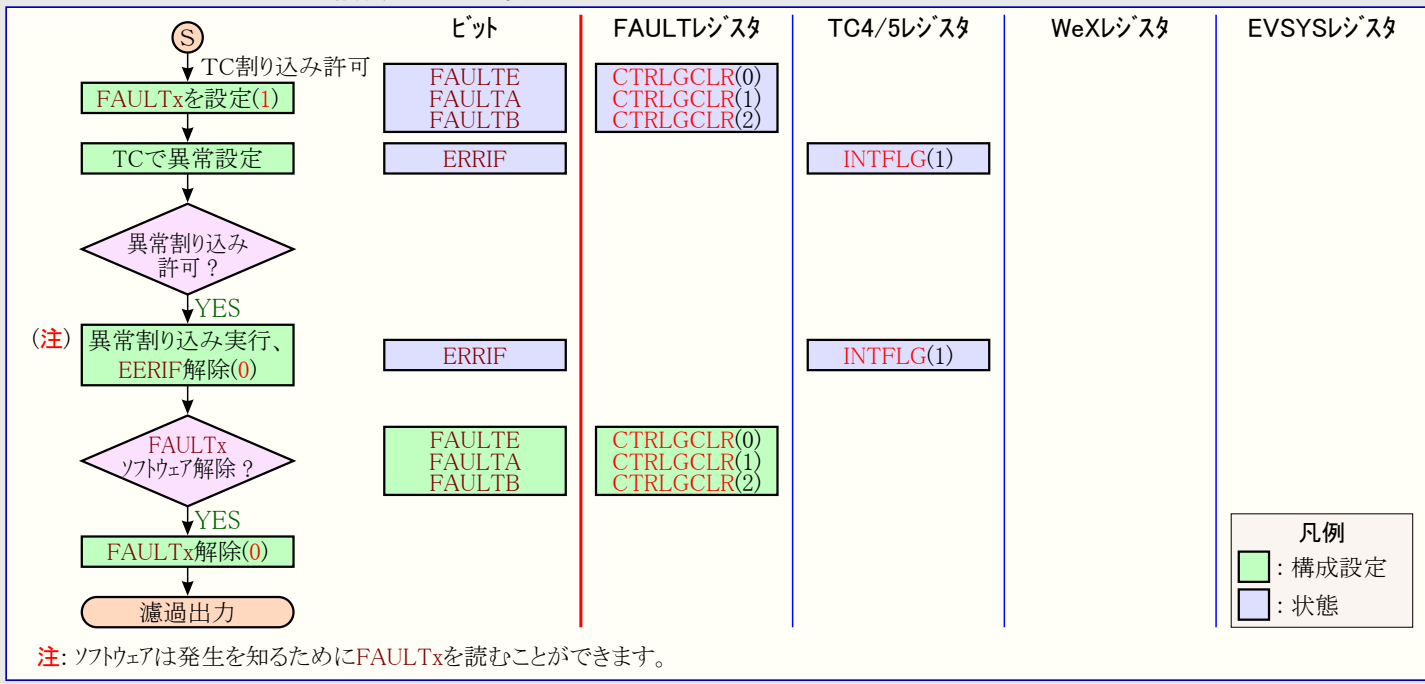 S
ビット
FAULTレジスタ
TC4/5レジスタ
WeXレジスタ
EVSYSレジスタ
TC割り込み許可
FAULTxを設定(1)
FAULTE
FAULTA
FAULTB
CTRLGCLR(0)
CTRLGCLR(1)
CTRLGCLR(2)
TCで異常設定
ERRIF
INTFLG(1)
異常割り込み
許可?
YES
(注)
異常割り込み実行、
EERIF解除(0)
ERRIF
INTFLG(1)
FAULTx
ソフトウェア解除?
FAULTE
FAULTA
FAULTB
CTRLGCLR(0)
CTRLGCLR(1)
CTRLGCLR(2)
YES
FAULTx解除(0)
濾過出力
凡例
: 構成設定
: 状態
注: ソフトウェアは発生を知るためにFAULTxを読むことができます。